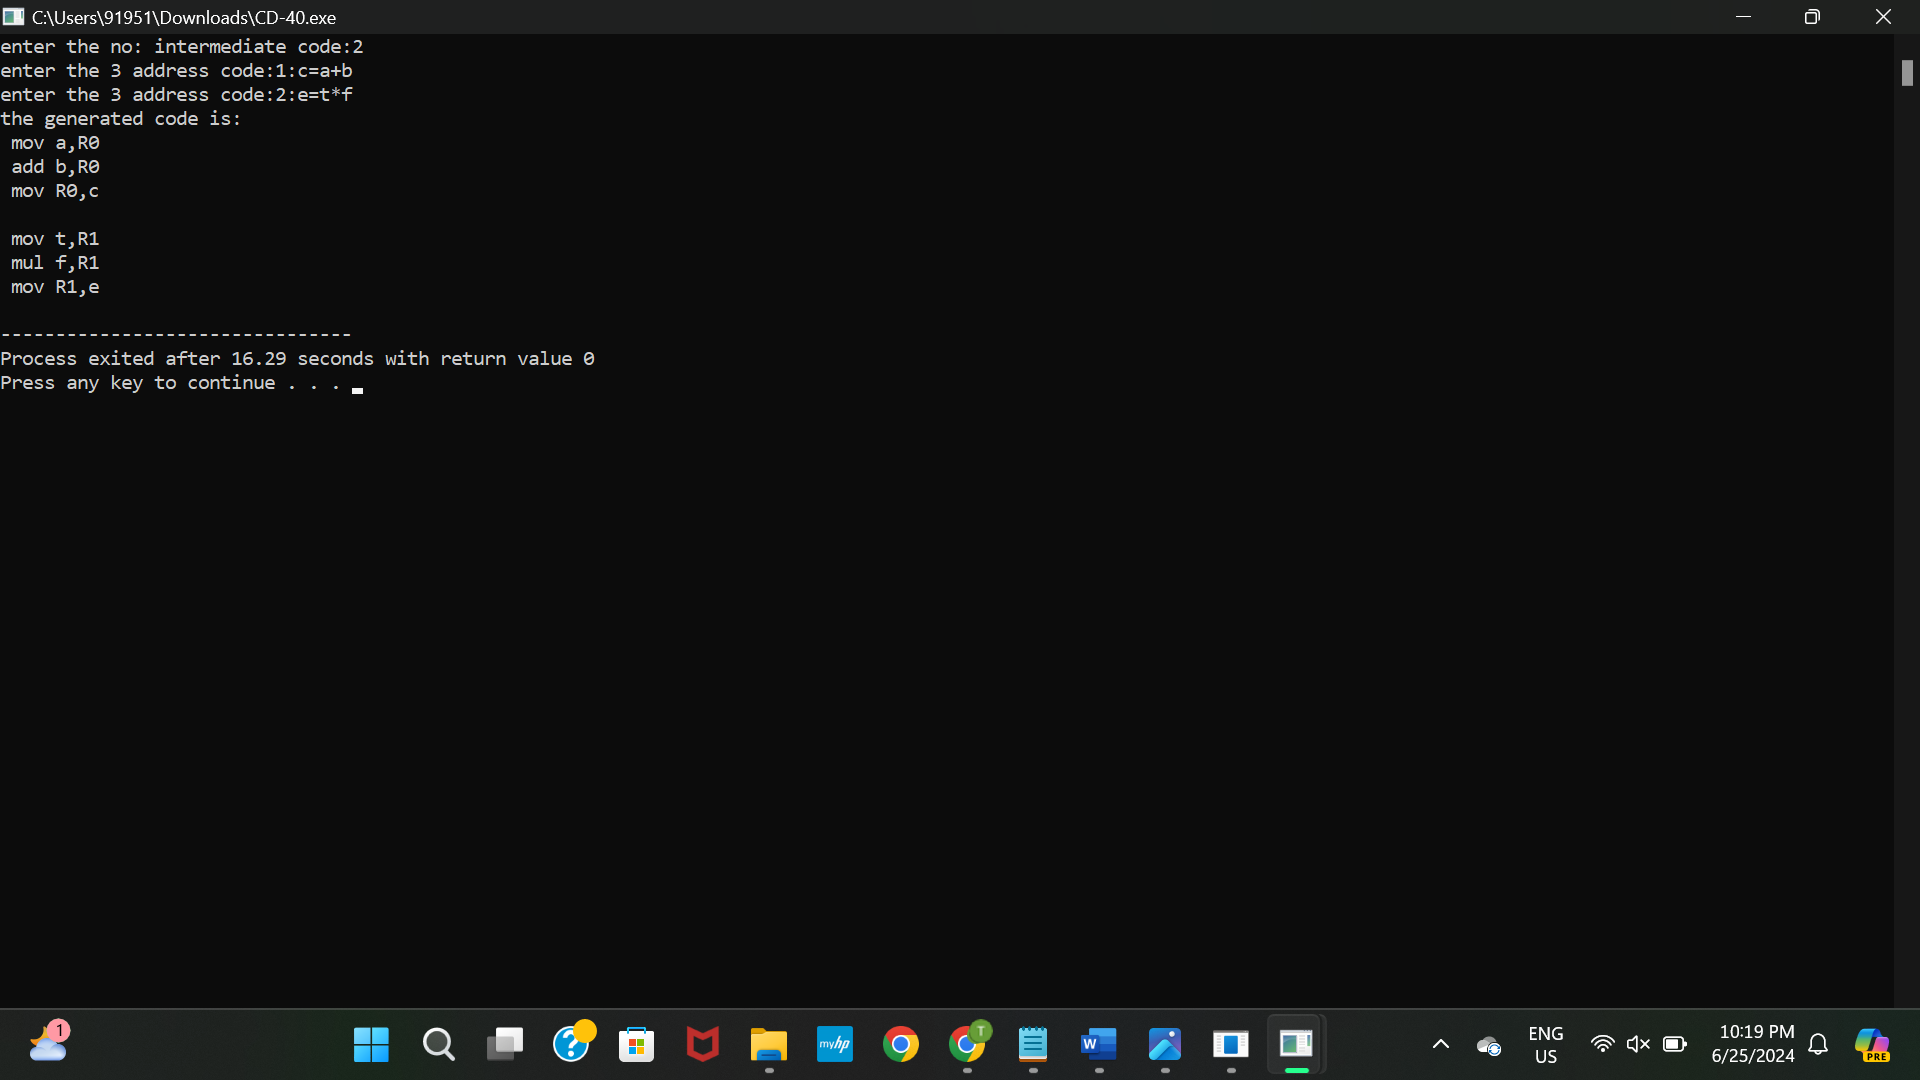 C:\Users\91951\Downloads\CD-40.exe
enter the no: intermediate code:2
enter the 3 address code:1:c=a+b
enter the 3 address code:2:e=t*f
the generated code is:
mov a,R0
add b,R0
mov R0,c
mov t,R1
mul f,R1
mov R1,e
--------------------------------
Process exited after 16.29 seconds with return value 0
Press any key to continue . . .
1
?
myhp
T
W
ENG
US
10:19 PM
6/25/2024
PRE